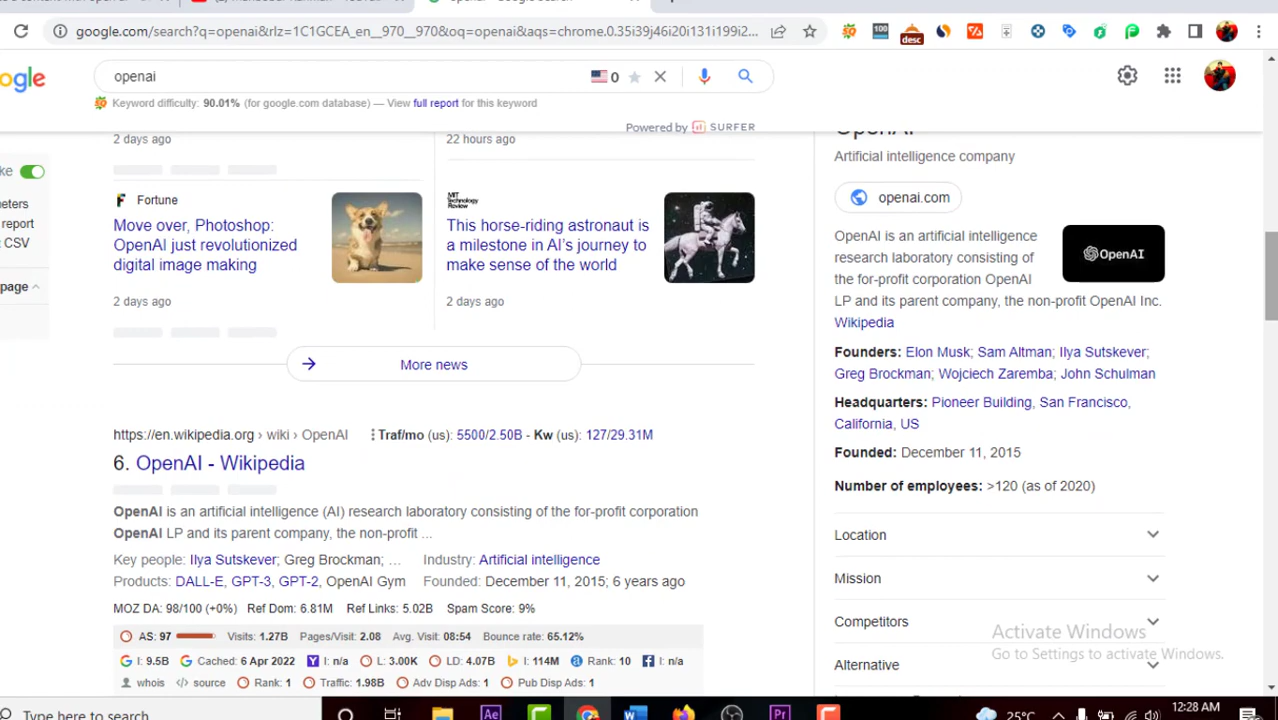 google.com/search?q=openai&rlz=1C1GCEA_en__970__970&oq=openai&aqs=chrome.0.35i39j46i20i131i199i2...
100
desc
ogle
openai
0
Keyword difficulty: 90.01% (for google.com database) — View full report for this keyword
Powered by SURFER
OpenAI
Artificial intelligence company
openai.com
OpenAI is an artificial intelligence
research laboratory consisting of
the for-profit corporation OpenAI
LP and its parent company, the non-profit OpenAI Inc.
Wikipedia
OpenAI
Founders: Elon Musk; Sam Altman; Ilya Sutskever;
Greg Brockman; Wojciech Zaremba; John Schulman
Headquarters: Pioneer Building, San Francisco,
California, US
Founded: December 11, 2015
Number of employees: >120 (as of 2020)
Location
Mission
Competitors
Alternative
ke
meters
report
CSV
page
2 days ago
22 hours ago
Fortune
Move over, Photoshop:
OpenAI just revolutionized
digital image making
2 days ago
MIT
Technology
Review
This horse-riding astronaut is
a milestone in AI's journey to
make sense of the world
2 days ago
More news
https://en.wikipedia.org › wiki › OpenAI
Traf/mo (us): 5500/2.50B - Kw (us): 127/29.31M
6. OpenAI - Wikipedia
OpenAI is an artificial intelligence (AI) research laboratory consisting of the for-profit corporation
OpenAI LP and its parent company, the non-profit ...
Key people: Ilya Sutskever; Greg Brockman; ... Industry: Artificial intelligence
Products: DALL-E, GPT-3, GPT-2, OpenAI Gym Founded: December 11, 2015; 6 years ago
MOZ DA: 98/100 (+0%) Ref Dom: 6.81M Ref Links: 5.02B Spam Score: 9%
AS: 97 Visits: 1.27B Pages/Visit: 2.08 Avg. Visit: 08:54 Bounce rate: 65.12%
I: 9.5B Cached: 6 Apr 2022 I: n/a L: 3.00K LD: 4.07B I: 114M Rank: 10 I: n/a
whois source Rank: 1 Traffic: 1.98B Adv Disp Ads: 1 Pub Disp Ads: 1
Activate Windows
Go to Settings to activate Windows.
Type here to search
Ae
W
Pr
25°C
12:28 AM